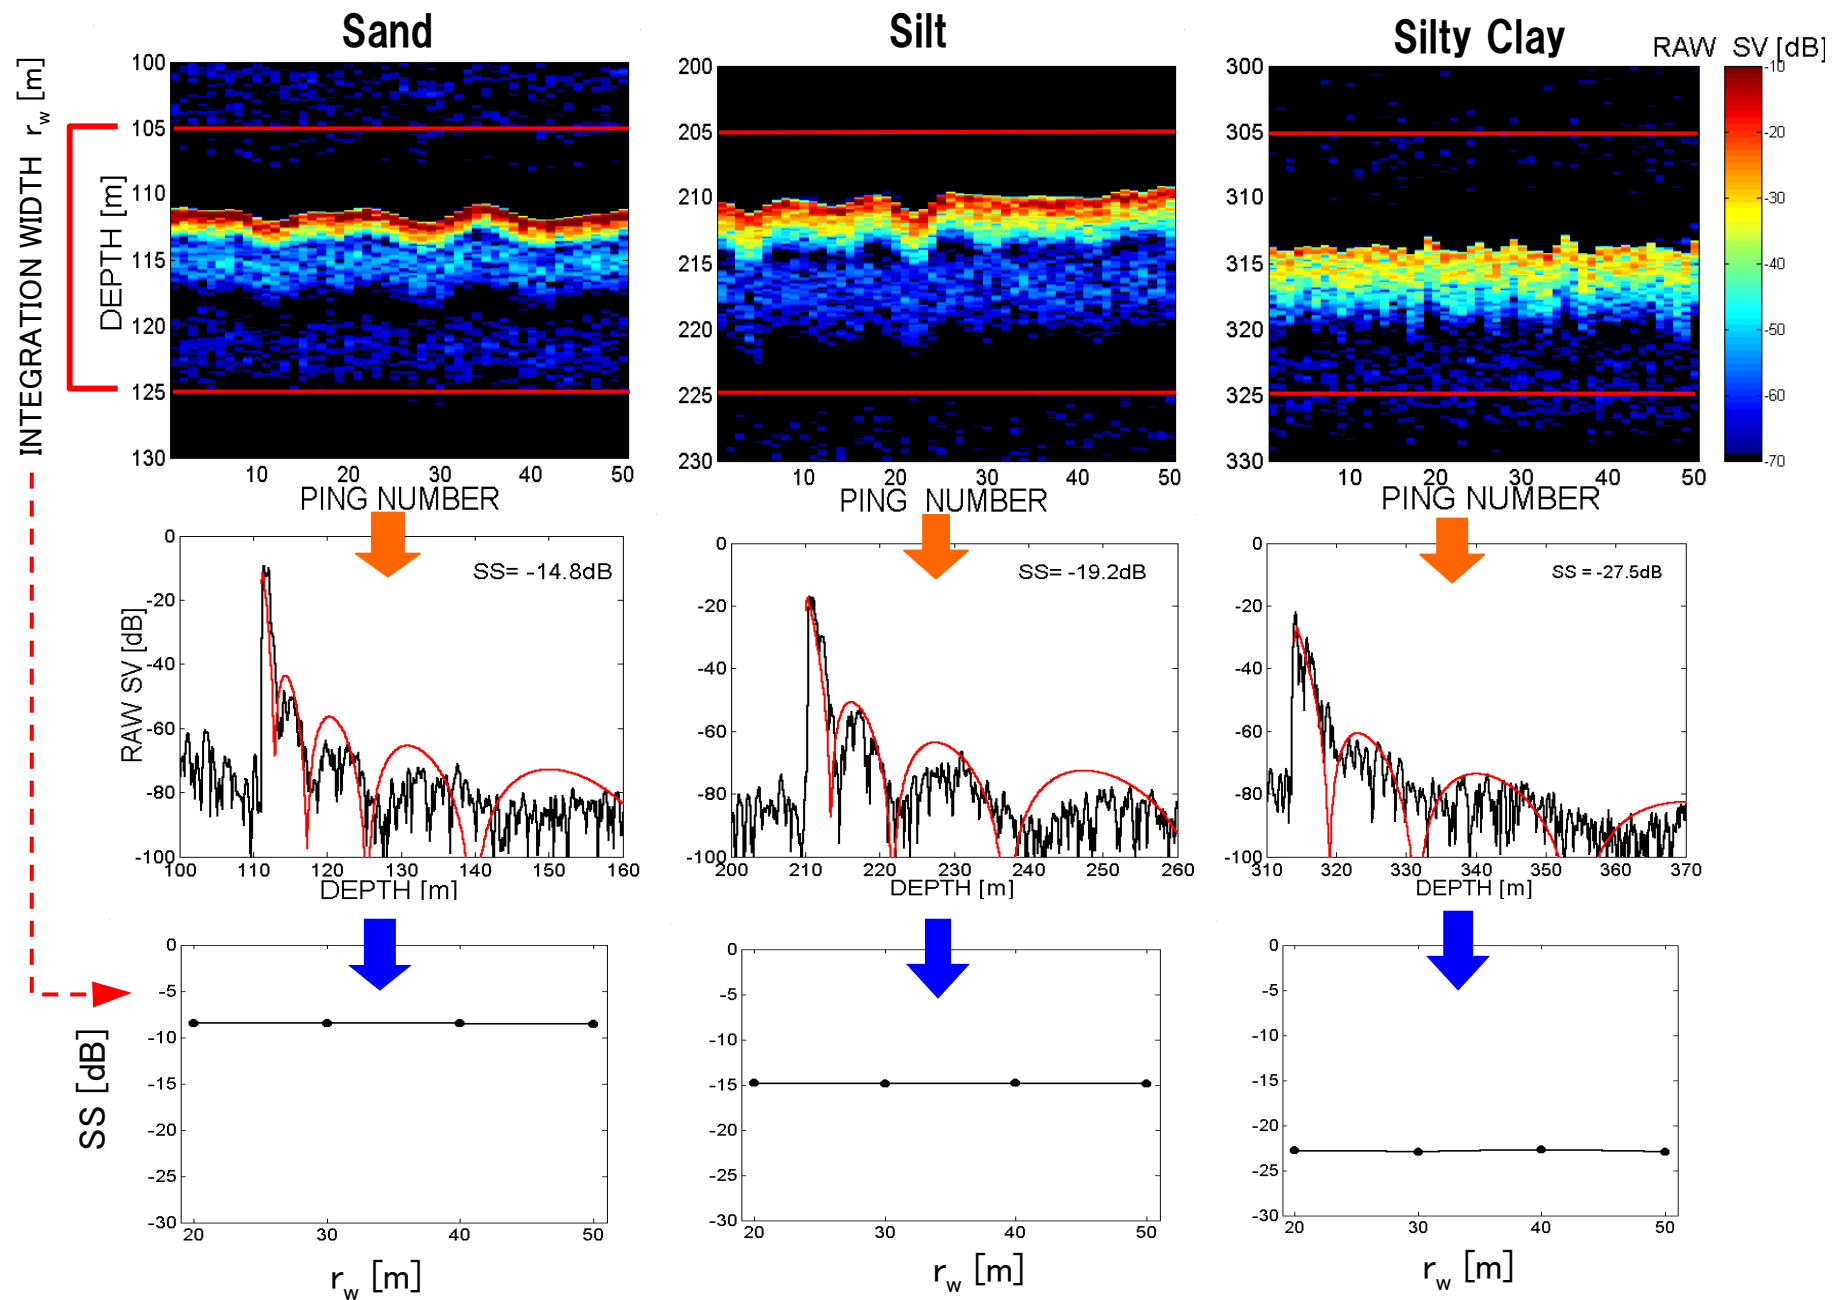 Sand
Silt
Silty Clay
RAW SV [dB]
INTEGRATION WIDTH r_w [m]
DEPTH [m]
100
105
110
115
120
125
130
10 20 30 40 50
PING NUMBER
200
205
210
215
220
225
230
10 20 30 40 50
PING NUMBER
300
305
310
315
320
325
330
10 20 30 40 50
PING NUMBER
-10
-20
-30
-40
-50
-60
-70
RAW SV [dB]
0
-20
-40
-60
-80
-100
SS= -14.8dB
100 110 120 130 140 150 160
DEPTH [m]
0
-20
-40
-60
-80
-100
SS= -19.2dB
200 210 220 230 240 250 260
DEPTH [m]
0
-20
-40
-60
-80
-100
SS = -27.5dB
310 320 330 340 350 360 370
DEPTH [m]
SS [dB]
0
-5
-10
-15
-20
-25
-30
20 30 40 50
r_w [m]
0
-5
-10
-15
-20
-25
-30
20 30 40 50
r_w [m]
0
-5
-10
-15
-20
-25
-30
20 30 40 50
r_w [m]